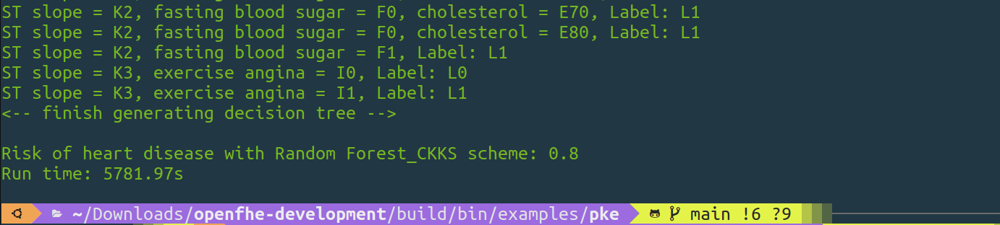 ST slope = K2, fasting blood sugar = F0, cholesterol = E70, Label: L1
ST slope = K2, fasting blood sugar = F0, cholesterol = E80, Label: L1
ST slope = K2, fasting blood sugar = F1, Label: L1
ST slope = K3, exercise angina = I0, Label: L0
ST slope = K3, exercise angina = I1, Label: L1
<-- finish generating decision tree -->
Risk of heart disease with Random Forest_CKKS scheme: 0.8
Run time: 5781.97s
~/Downloads/openfhe-development/build/bin/examples/pke main !6 ?9